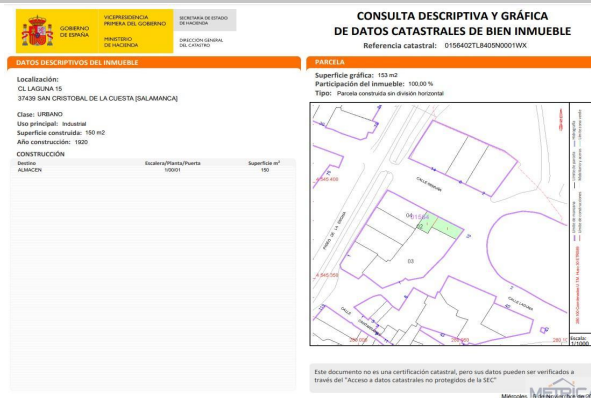 GOBIERNO
DE ESPAÑA
VICEPRESIDENCIA
PRIMERA DEL GOBIERNO
MINISTERIO
DE HACIENDA
SECRETARÍA DE ESTADO
DE HACIENDA
DIRECCIÓN GENERAL
DEL CATASTRO
CONSULTA DESCRIPTIVA Y GRÁFICA
DE DATOS CATASTRALES DE BIEN INMUEBLE
Referencia catastral: 0156402TL8405N0001WX
DATOS DESCRIPTIVOS DEL INMUEBLE
Localización:
CL LAGUNA 15
37439 SAN CRISTOBAL DE LA CUESTA [SALAMANCA]
Clase: URBANO
Uso principal: Industrial
Superficie construida: 150 m2
Año construcción: 1920
CONSTRUCCIÓN
Destino Escalera/Planta/Puerta Superficie m²
ALMACEN 1/00/01 150
PARCELA
Superficie gráfica: 153 m2
Participación del inmueble: 100,00 %
Tipo: Parcela construida sin división horizontal
CALLE LAGUNA
03
02
CALLE
Escala:
1/1000
Este documento no es una certificación catastral, pero sus datos pueden ser verificados a
través del "Acceso a datos catastrales no protegidos de la SEC"